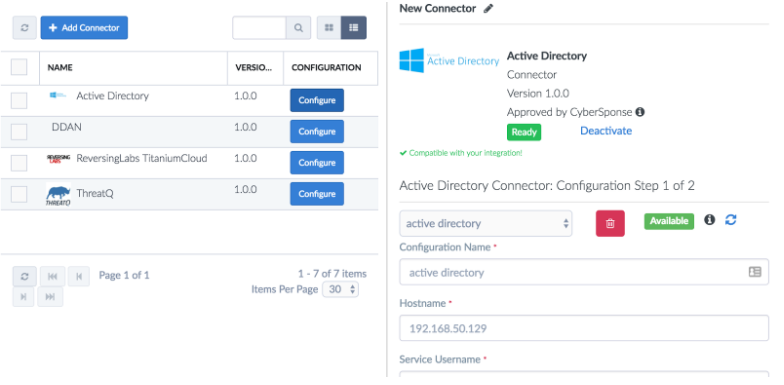 + Add Connector
NAME VERSIO... CONFIGURATION
Active Directory 1.0.0 Configure
DDAN 1.0.0 Configure
REVERSING LABS ReversingLabs TitaniumCloud 1.0.0 Configure
THREATQ ThreatQ 1.0.0 Configure
Page 1 of 1 1 - 7 of 7 items
Items Per Page 30
New Connector
Active Directory
Active Directory
Connector
Version 1.0.0
Approved by CyberSponse
Ready Deactivate
Compatible with your integration!
Active Directory Connector: Configuration Step 1 of 2
active directory Available
Configuration Name *
active directory
Hostname *
192.168.50.129
Service Username *